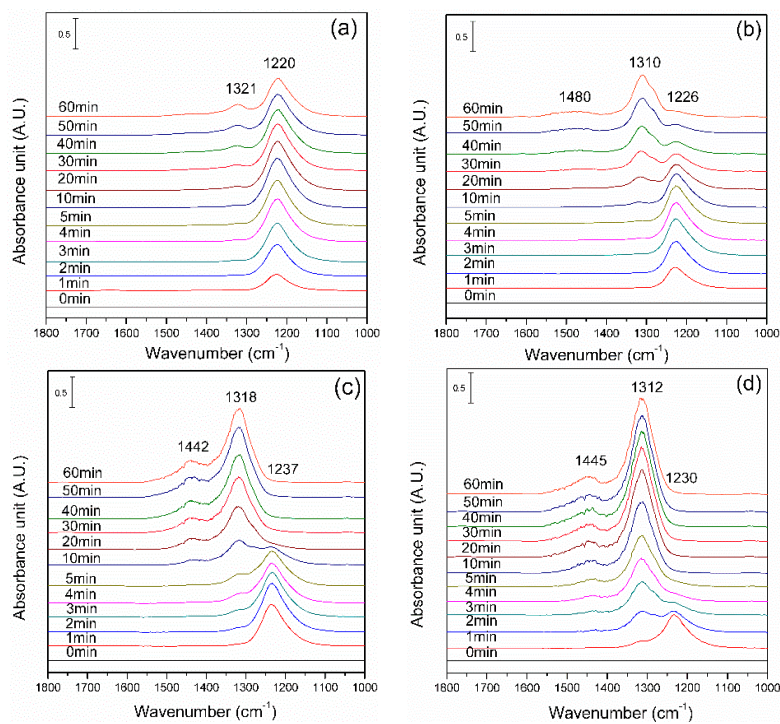 (a)
0.5
1220
1321
60min
50min
40min
30min
20min
10min
5min
4min
3min
2min
1min
0min
Absorbance unit (A.U.)
1800 1700 1600 1500 1400 1300 1200 1100 1000
Wavenumber (cm⁻¹)
(b)
0.5
1310
1480
1226
60min
50min
40min
30min
20min
10min
5min
4min
3min
2min
1min
0min
Absorbance unit (A.U.)
1800 1700 1600 1500 1400 1300 1200 1100 1000
Wavenumber (cm⁻¹)
(c)
0.5
1318
1442
1237
60min
50min
40min
30min
20min
10min
5min
4min
3min
2min
1min
0min
Absorbance unit (A.U.)
1800 1700 1600 1500 1400 1300 1200 1100 1000
Wavenumber (cm⁻¹)
(d)
0.5
1312
1445
1230
60min
50min
40min
30min
20min
10min
5min
4min
3min
2min
1min
0min
Absorbance unit (A.U.)
1800 1700 1600 1500 1400 1300 1200 1100 1000
Wavenumber (cm⁻¹)